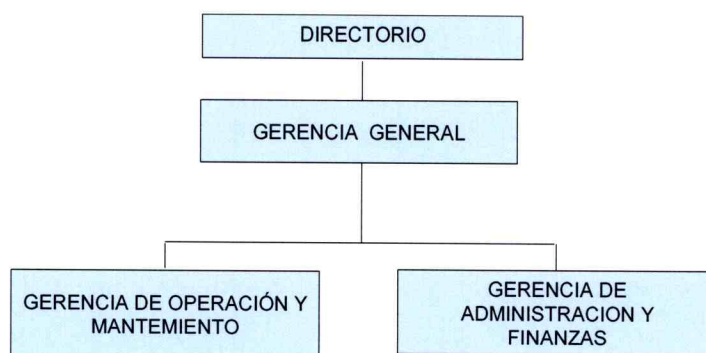 DIRECTORIO
GERENCIA GENERAL
GERENCIA DE OPERACIÓN Y
MANTEMIENTO
GERENCIA DE
ADMINISTRACION Y
FINANZAS